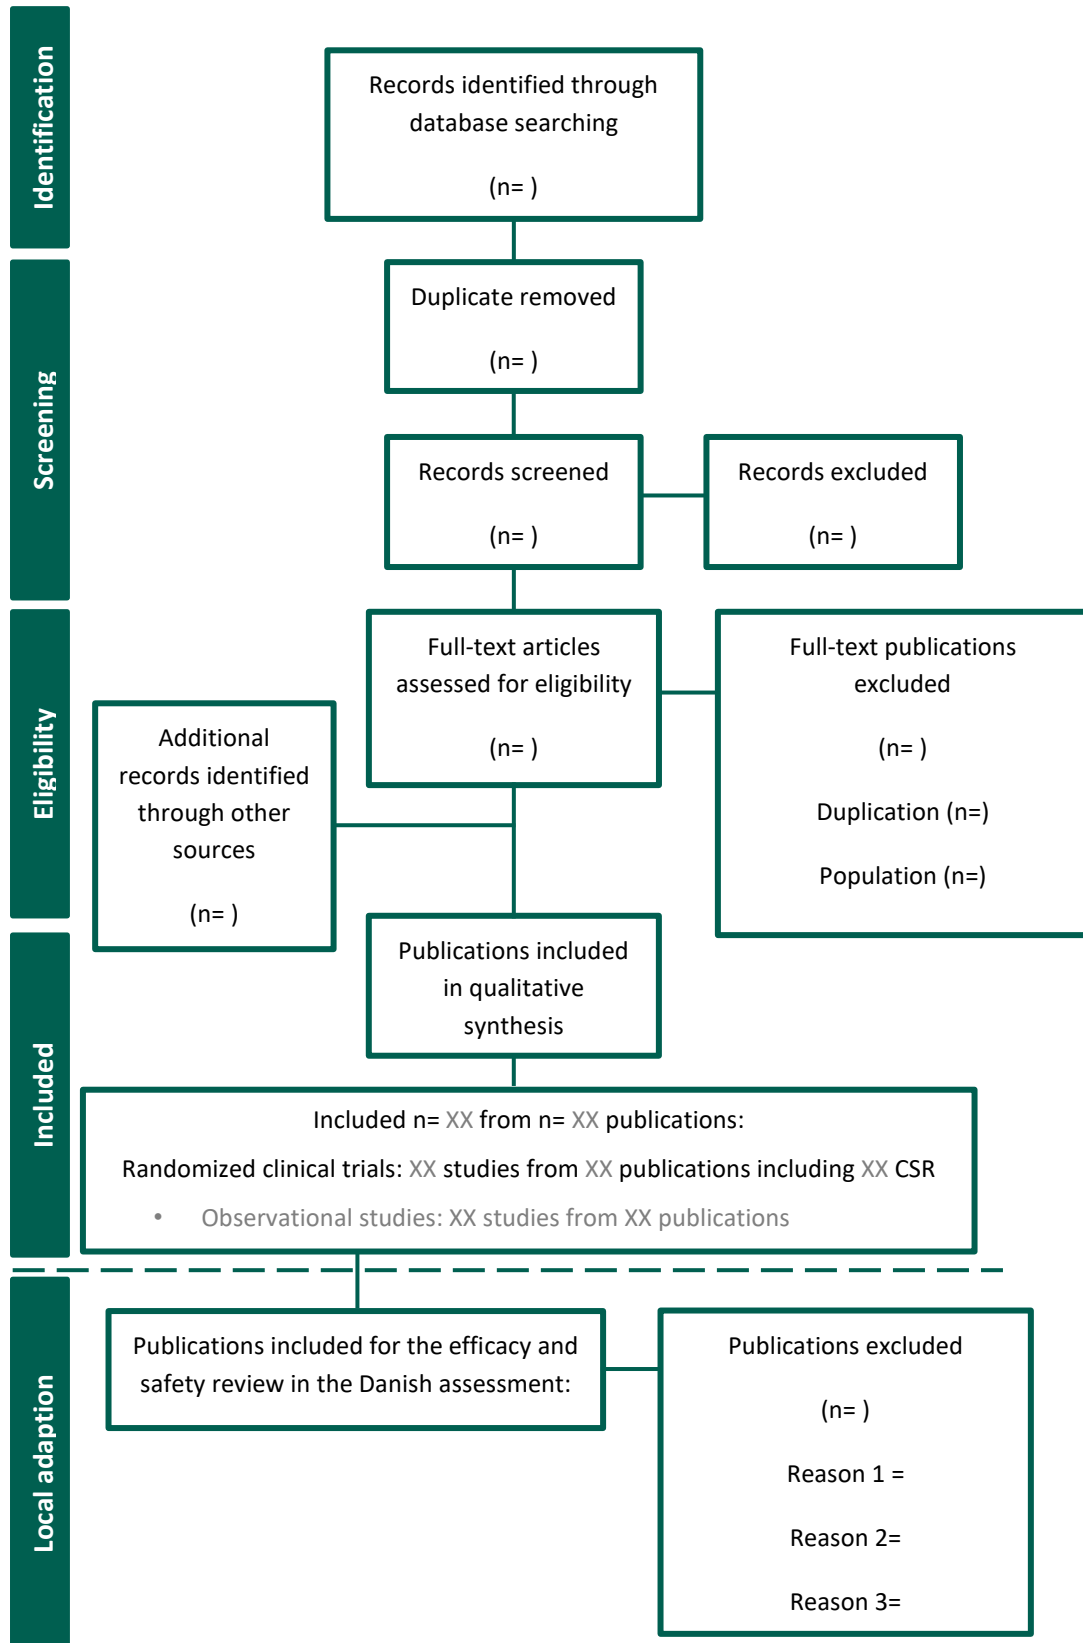 Identification
Records identified through
database searching
(n= )
Screening
Duplicate removed
(n= )
Records screened
(n= )
Records excluded
(n= )
Eligibility
Full-text articles
assessed for eligibility
(n= )
Full-text publications
excluded
(n= )
Duplication (n=)
Population (n=)
Additional
records identified
through other
sources
(n= )
Included
Publications included
in qualitative
synthesis
Included n= XX from n= XX publications:
Randomized clinical trials: XX studies from XX publications including XX CSR
• Observational studies: XX studies from XX publications
Local adaption
Publications included for the efficacy and
safety review in the Danish assessment:
Publications excluded
(n= )
Reason 1 =
Reason 2=
Reason 3=